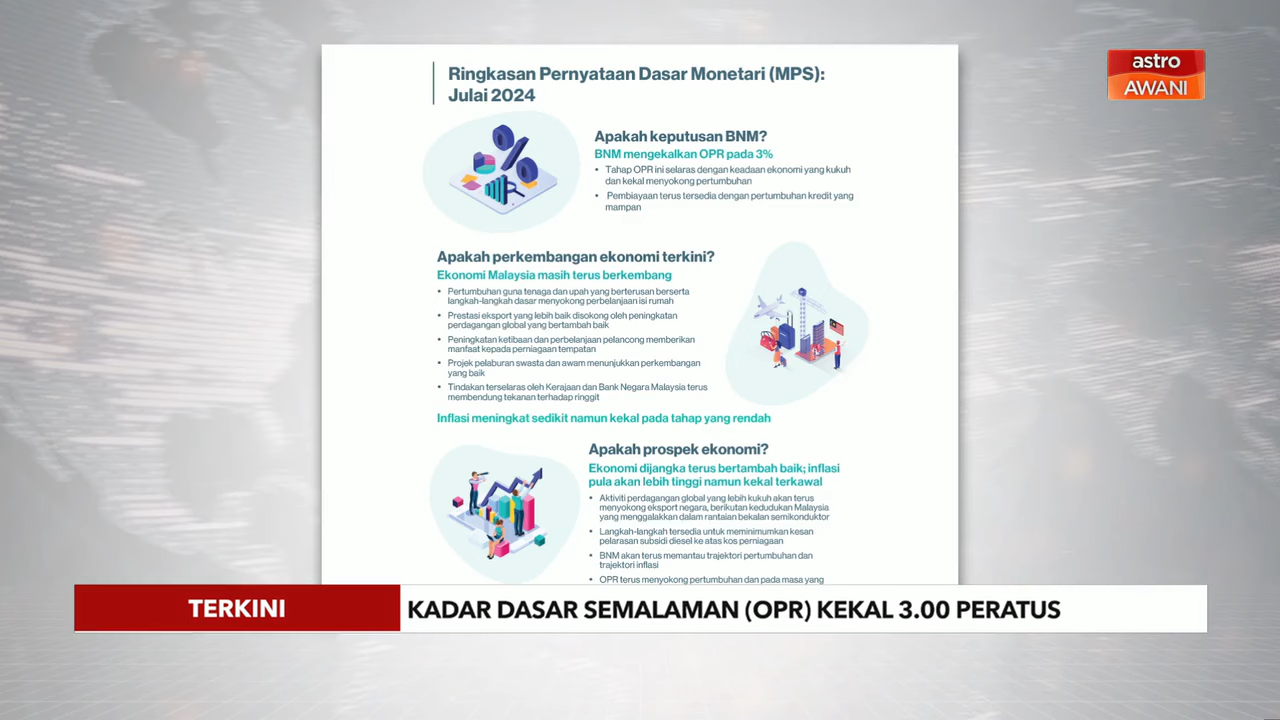 Ringkasan Pernyataan Dasar Monetari (MPS):
Julai 2024
astro
AWANI
Apakah keputusan BNM?
BNM mengekalkan OPR pada 3%
• Tahap OPR ini selaras dengan keadaan ekonomi yang kukuh
dan kekal menyokong pertumbuhan
• Pembiayaan terus tersedia dengan pertumbuhan kredit yang
mampan
Apakah perkembangan ekonomi terkini?
Ekonomi Malaysia masih terus berkembang
• Pertumbuhan guna tenaga dan upah yang berterusan berserta
langkah-langkah dasar menyokong perbelanjaan isi rumah
• Prestasi eksport yang lebih baik disokong oleh peningkatan
perdagangan global yang bertambah baik
• Peningkatan ketibaan dan perbelanjaan pelancong memberikan
manfaat kepada perniagaan tempatan
• Projek pelaburan swasta dan awam menunjukkan perkembangan
yang baik
• Tindakan terselaras oleh Kerajaan dan Bank Negara Malaysia terus
membendung tekanan terhadap ringgit
Inflasi meningkat sedikit namun kekal pada tahap yang rendah
Apakah prospek ekonomi?
Ekonomi dijangka terus bertambah baik; inflasi
pula akan lebih tinggi namun kekal terkawal
• Aktiviti perdagangan global yang lebih kukuh akan terus
menyokong eksport negara, berikutan kedudukan Malaysia
yang menggalakkan dalam rantaian bekalan semikonduktor
• Langkah-langkah tersedia untuk meminimumkan kesan
pelarasan subsidi diesel ke atas kos perniagaan
• BNM akan terus memantau trajektori pertumbuhan dan
trajektori inflasi
• OPR terus menyokong pertumbuhan dan pada masa yang
TERKINI
KADAR DASAR SEMALAMAN (OPR) KEKAL 3.00 PERATUS